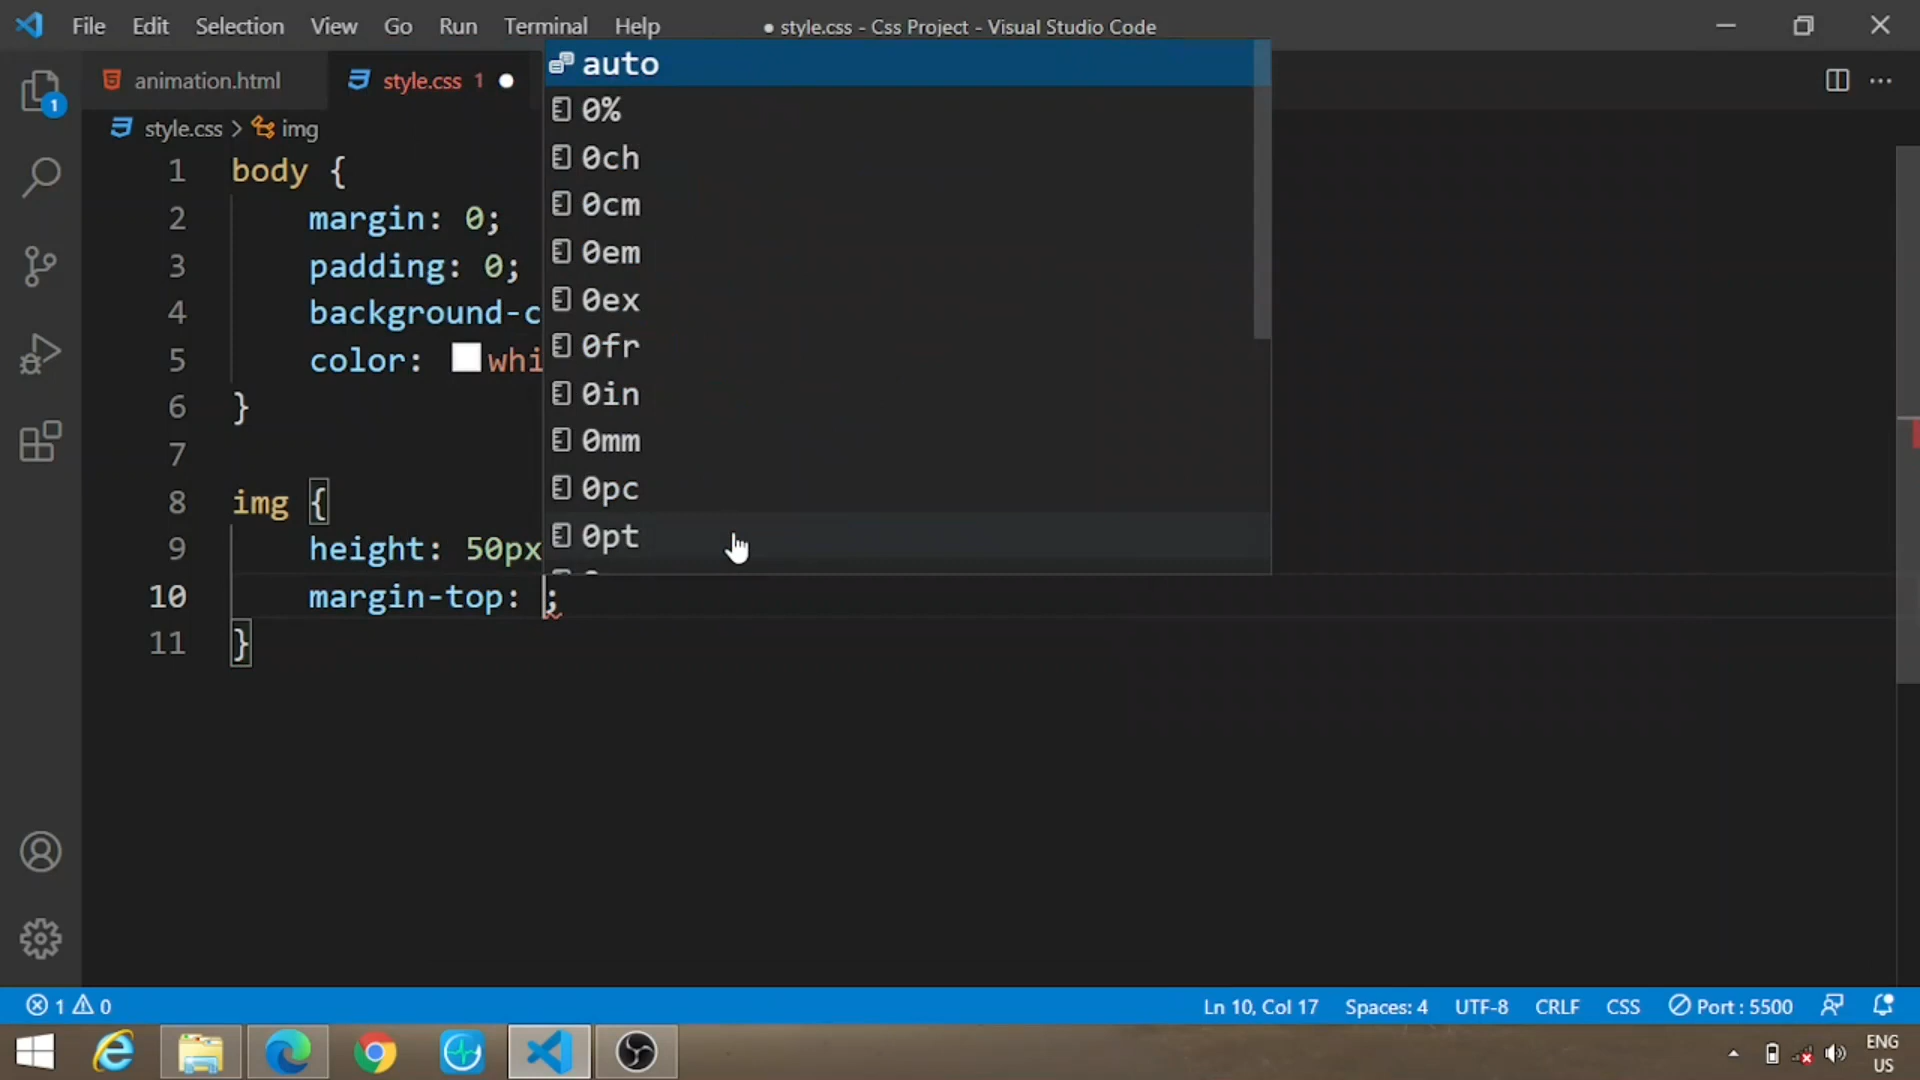 File Edit Selection View Go Run Terminal Help ● style.css - Css Project - Visual Studio Code
animation.html style.css 1 ●
style.css > img
1 body {
2 margin: 0;
3 padding: 0;
4 background-c
5 color: whi
6 }
7
8 img {
9 height: 50px
10 margin-top: ;
11 }
auto
0%
0ch
0cm
0em
0ex
0fr
0in
0mm
0pc
0pt
1
1 0 Ln 10, Col 17 Spaces: 4 UTF-8 CRLF CSS Port : 5500
ENG
US